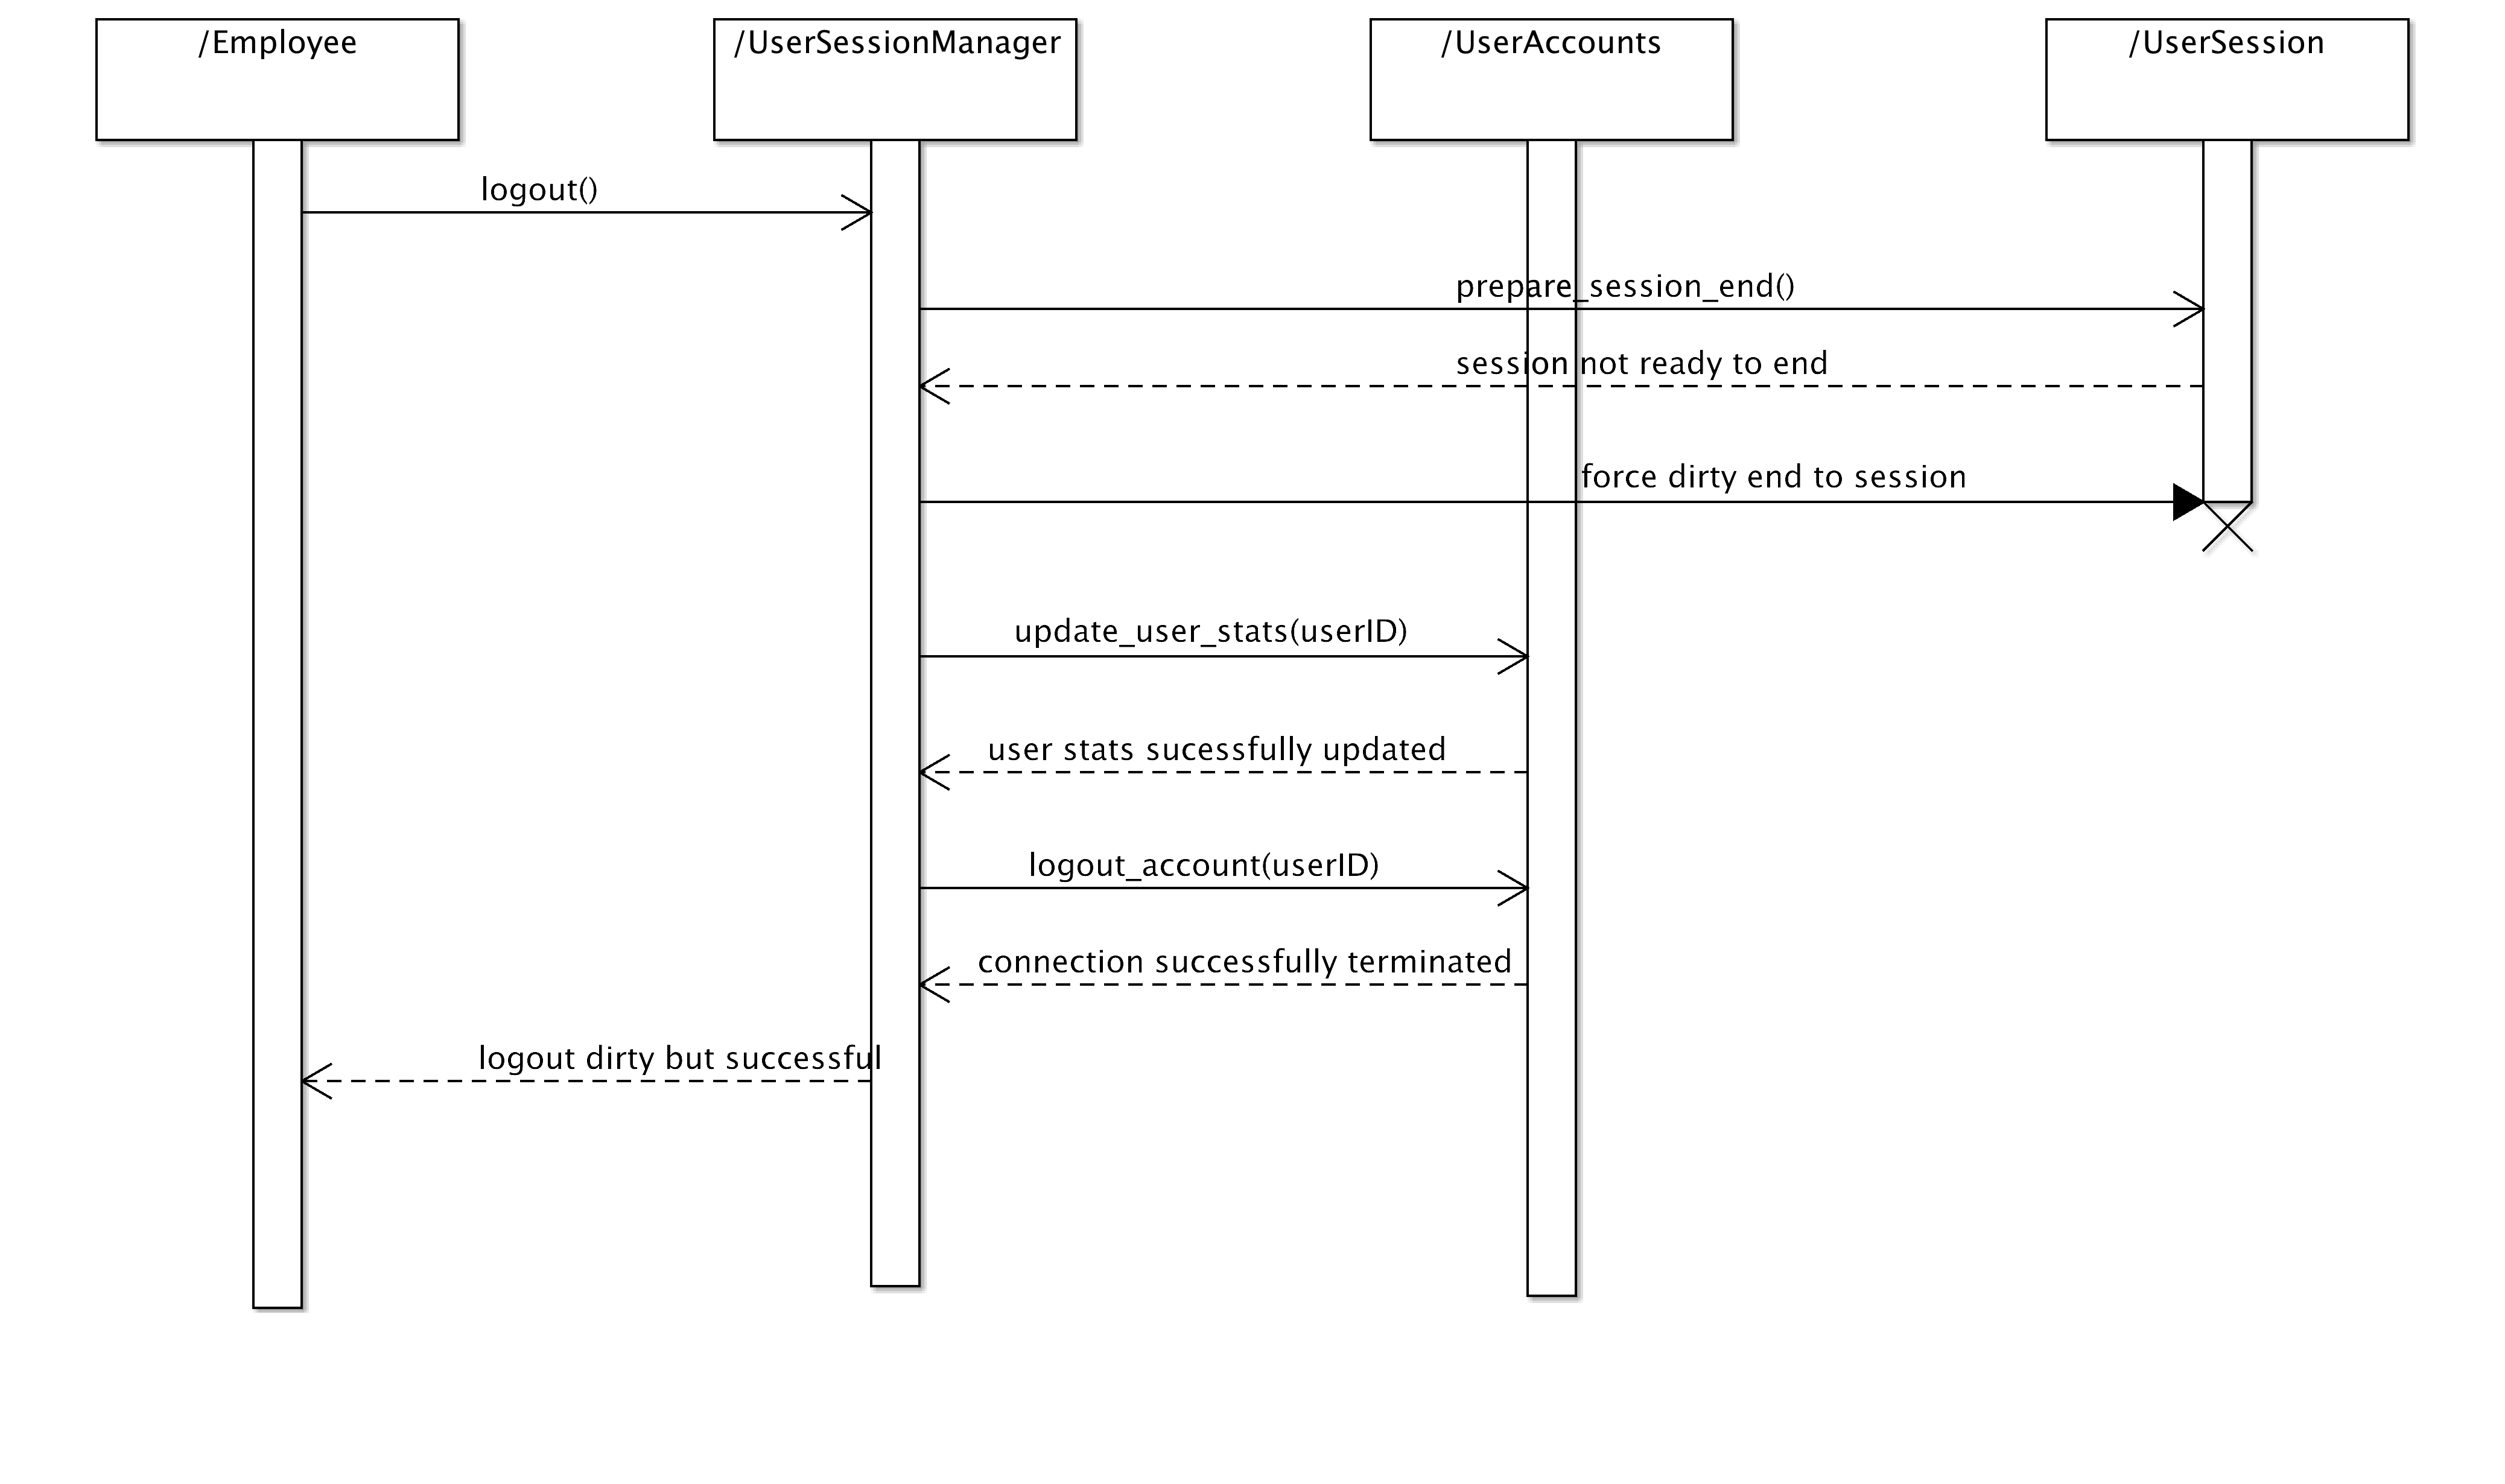 /Employee
/UserSessionManager
/UserAccounts
/UserSession
logout()
prepare_session_end()
session not ready to end
force dirty end to session
update_user_stats(userID)
user stats sucessfully updated
logout_account(userID)
connection successfully terminated
logout dirty but successful